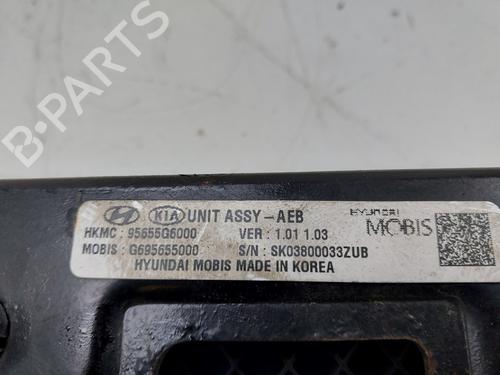 B-PARTS
KIA UNIT ASSY-AEB
HYUNDAI
MOBIS
HKMC : 95655G6000 VER : 1.01 1.03
MOBIS : G695655000 S/N : SK03800033ZUB
HYUNDAI MOBIS MADE IN KOREA